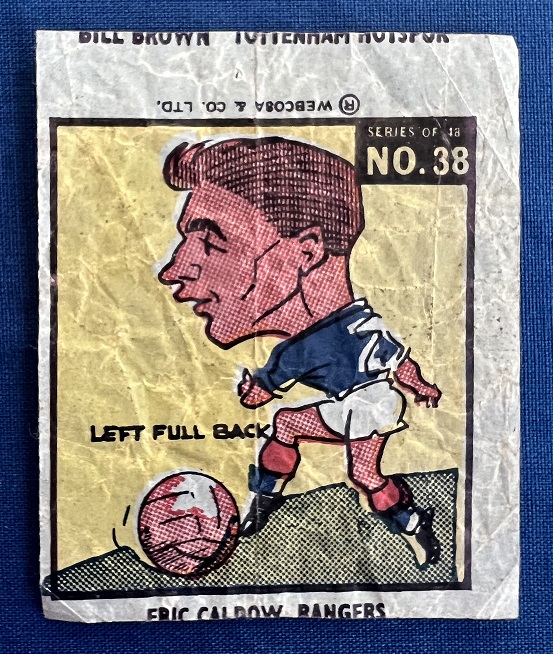 BILL BROWN TOTTENHAM HOTSPUR
® WEBCOSA & CO. LTD.
SERIES OF 48
NO. 38
LEFT FULL BACK
ERIC CALDOW, RANGERS